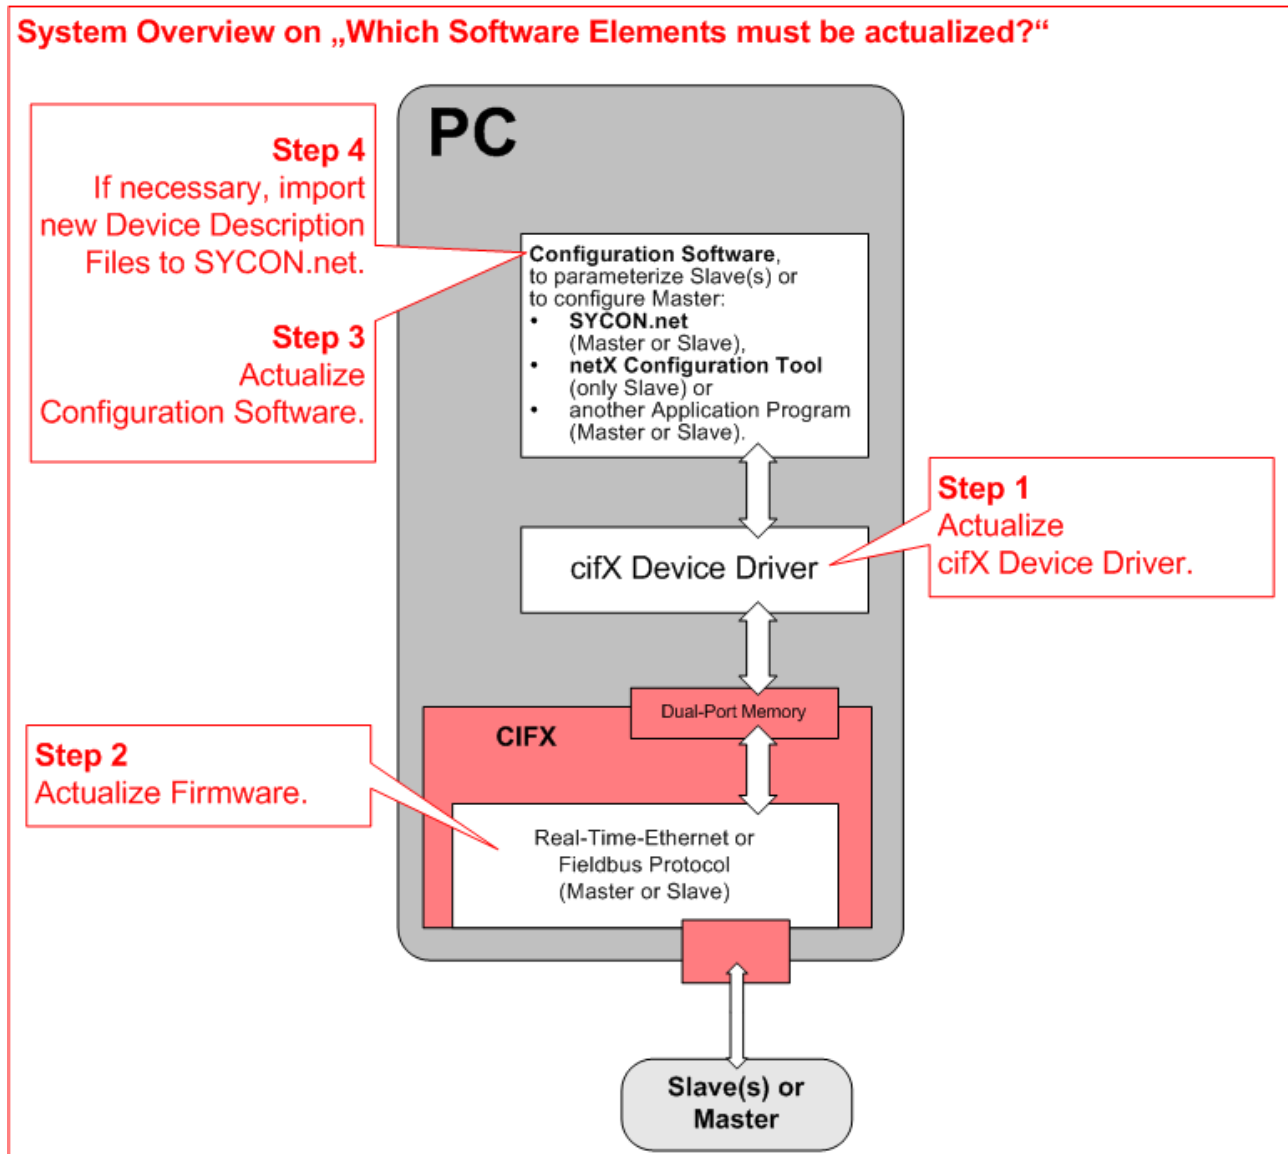 System Overview on „Which Software Elements must be actualized?“
PC
Step 4
If necessary, import
new Device Description
Files to SYCON.net.
Step 3
Actualize
Configuration Software.
Configuration Software,
to parameterize Slave(s) or
to configure Master:
• SYCON.net
(Master or Slave),
• netX Configuration Tool
(only Slave) or
• another Application Program
(Master or Slave).
Step 1
Actualize
cifX Device Driver.
cifX Device Driver
Dual-Port Memory
CIFX
Step 2
Actualize Firmware.
Real-Time-Ethernet or
Fieldbus Protocol
(Master or Slave)
Slave(s) or
Master